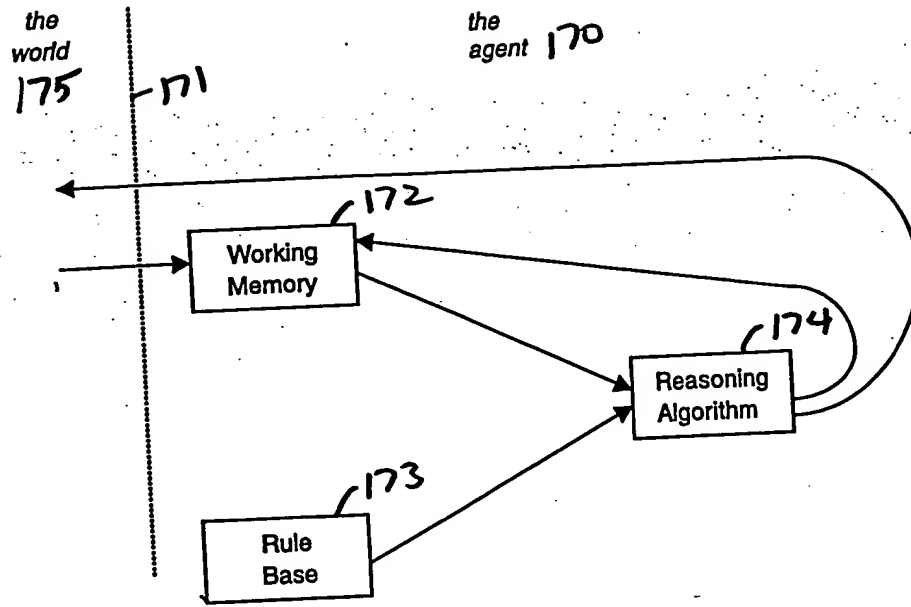 the
world
175
171
the
agent 170
172
Working
Memory
174
Reasoning
Algorithm
173
Rule
Base